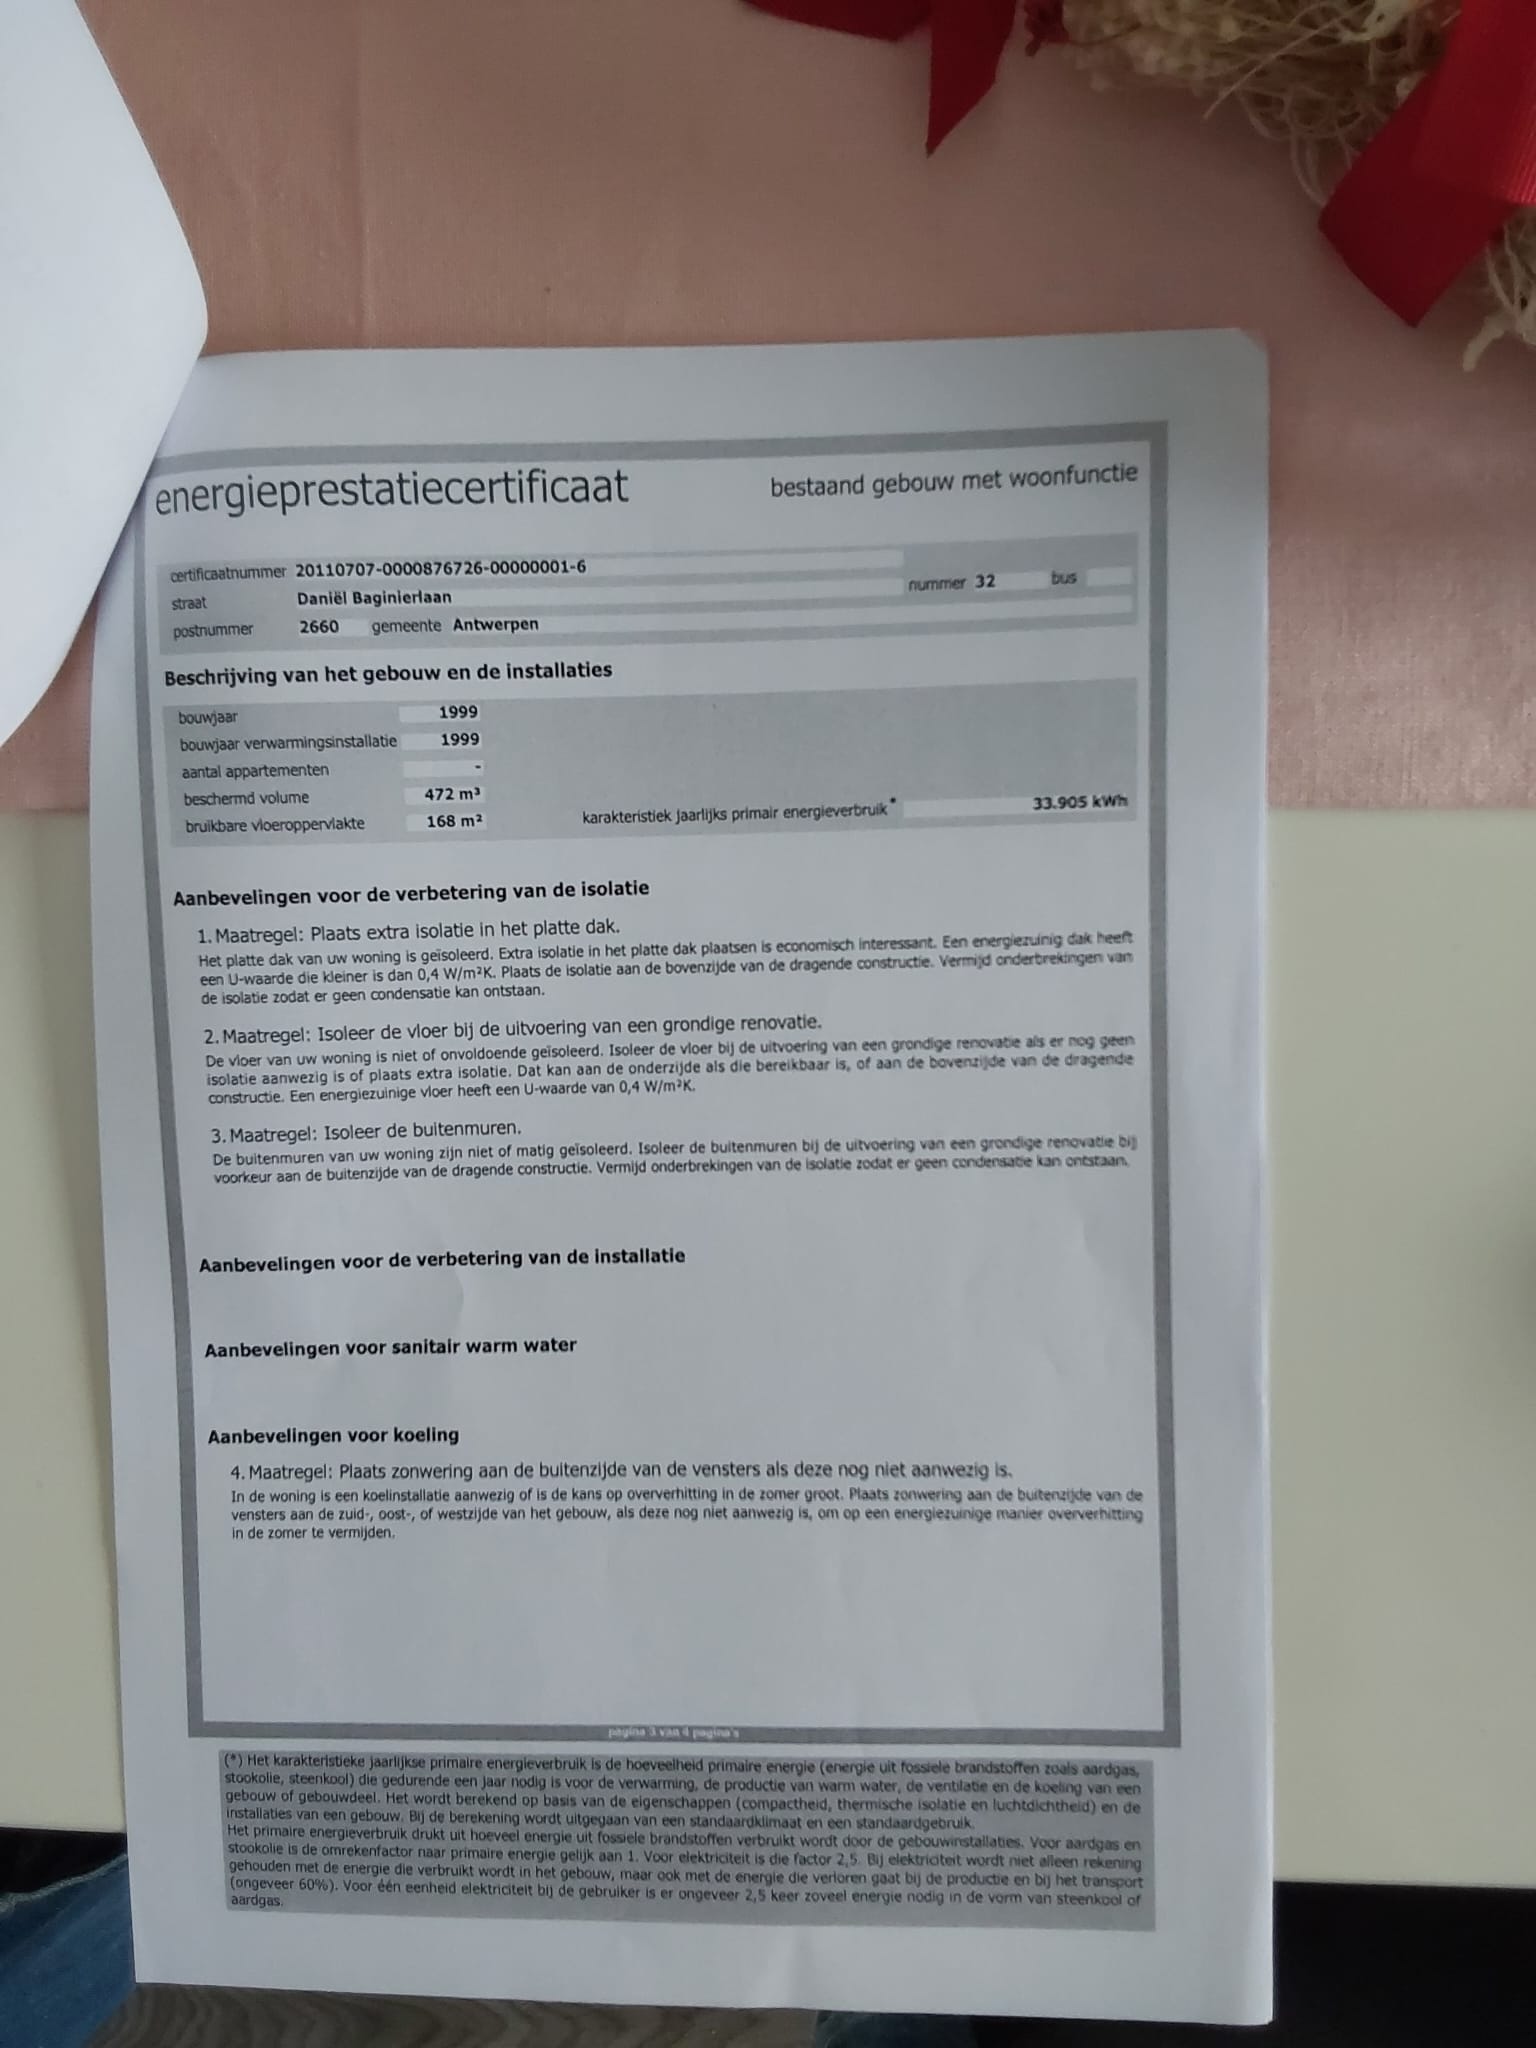 energieprestatiecertificaat
bestaand gebouw met woonfunctie
certificaatnummer 20110707-0000876726-00000001-6
straat Daniël Baginierlaan nummer 32 bus
postnummer 2660 gemeente Antwerpen
Beschrijving van het gebouw en de installaties
bouwjaar 1999
bouwjaar verwarmingsinstallatie 1999
aantal appartementen -
beschermd volume 472 m³
bruikbare vloeroppervlakte 168 m²
karakteristiek jaarlijks primair energieverbruik* 33.905 kWh
Aanbevelingen voor de verbetering van de isolatie
1. Maatregel: Plaats extra isolatie in het platte dak.
Het platte dak van uw woning is geïsoleerd. Extra isolatie in het platte dak plaatsen is economisch interessant. Een energiezuinig dak heeft
een U-waarde die kleiner is dan 0,4 W/m²K. Plaats de isolatie aan de bovenzijde van de dragende constructie. Vermijd onderbrekingen van
de isolatie zodat er geen condensatie kan ontstaan.
2. Maatregel: Isoleer de vloer bij de uitvoering van een grondige renovatie.
De vloer van uw woning is niet of onvoldoende geïsoleerd. Isoleer de vloer bij de uitvoering van een grondige renovatie als er nog geen
isolatie aanwezig is of plaats extra isolatie. Dat kan aan de onderzijde als die bereikbaar is, of aan de bovenzijde van de dragende
constructie. Een energiezuinige vloer heeft een U-waarde van 0,4 W/m²K.
3. Maatregel: Isoleer de buitenmuren.
De buitenmuren van uw woning zijn niet of matig geïsoleerd. Isoleer de buitenmuren bij de uitvoering van een grondige renovatie bij
voorkeur aan de buitenzijde van de dragende constructie. Vermijd onderbrekingen van de isolatie zodat er geen condensatie kan ontstaan.
Aanbevelingen voor de verbetering van de installatie
Aanbevelingen voor sanitair warm water
Aanbevelingen voor koeling
4. Maatregel: Plaats zonwering aan de buitenzijde van de vensters als deze nog niet aanwezig is.
In de woning is een koelinstallatie aanwezig of is de kans op oververhitting in de zomer groot. Plaats zonwering aan de buitenzijde van de
vensters aan de zuid-, oost-, of westzijde van het gebouw, als deze nog niet aanwezig is, om op een energiezuinige manier oververhitting
in de zomer te vermijden.
pagina 3 van 4 pagina's
(*) Het karakteristieke jaarlijkse primaire energieverbruik is de hoeveelheid primaire energie (energie uit fossiele brandstoffen zoals aardgas,
stookolie, steenkool) die gedurende een jaar nodig is voor de verwarming, de productie van warm water, de ventilatie en de koeling van een
gebouw of gebouwdeel. Het wordt berekend op basis van de eigenschappen (compactheid, thermische isolatie en luchtdichtheid) en de
installaties van een gebouw. Bij de berekening wordt uitgegaan van een standaardklimaat en een standaardgebruik.
Het primaire energieverbruik drukt uit hoeveel energie uit fossiele brandstoffen verbruikt wordt door de gebouwinstallaties. Voor aardgas en
stookolie is de omrekenfactor naar primaire energie gelijk aan 1. Voor elektriciteit is die factor 2,5. Bij elektriciteit wordt niet alleen rekening
gehouden met de energie die verbruikt wordt in het gebouw, maar ook met de energie die verloren gaat bij de productie en bij het transport
(ongeveer 60%). Voor één eenheid elektriciteit bij de gebruiker is er ongeveer 2,5 keer zoveel energie nodig in de vorm van steenkool of
aardgas.